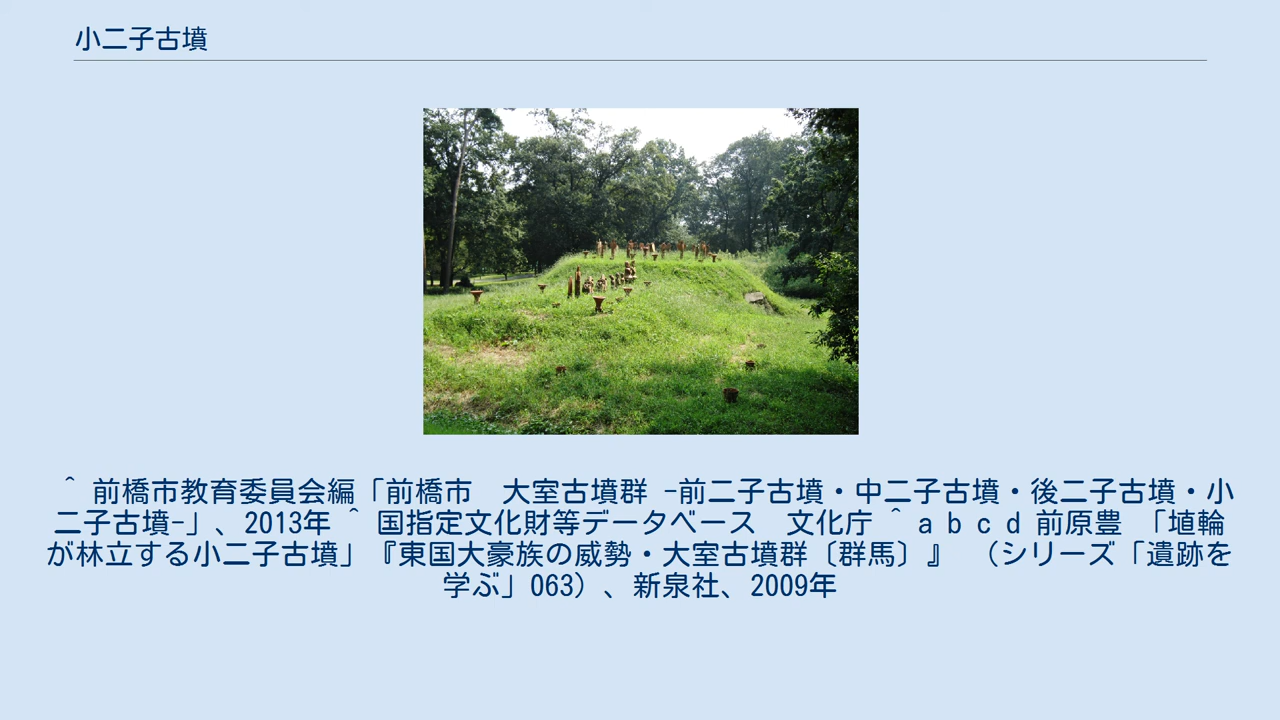 小二子古墳
^ 前橋市教育委員会編「前橋市　大室古墳群 -前二子古墳・中二子古墳・後二子古墳・小
二子古墳-」、2013年 ^ 国指定文化財等データベース　文化庁 ^ a b c d 前原豊 「埴輪
が林立する小二子古墳」『東国大豪族の威勢・大室古墳群〔群馬〕』　（シリーズ「遺跡を
学ぶ」063）、新泉社、2009年